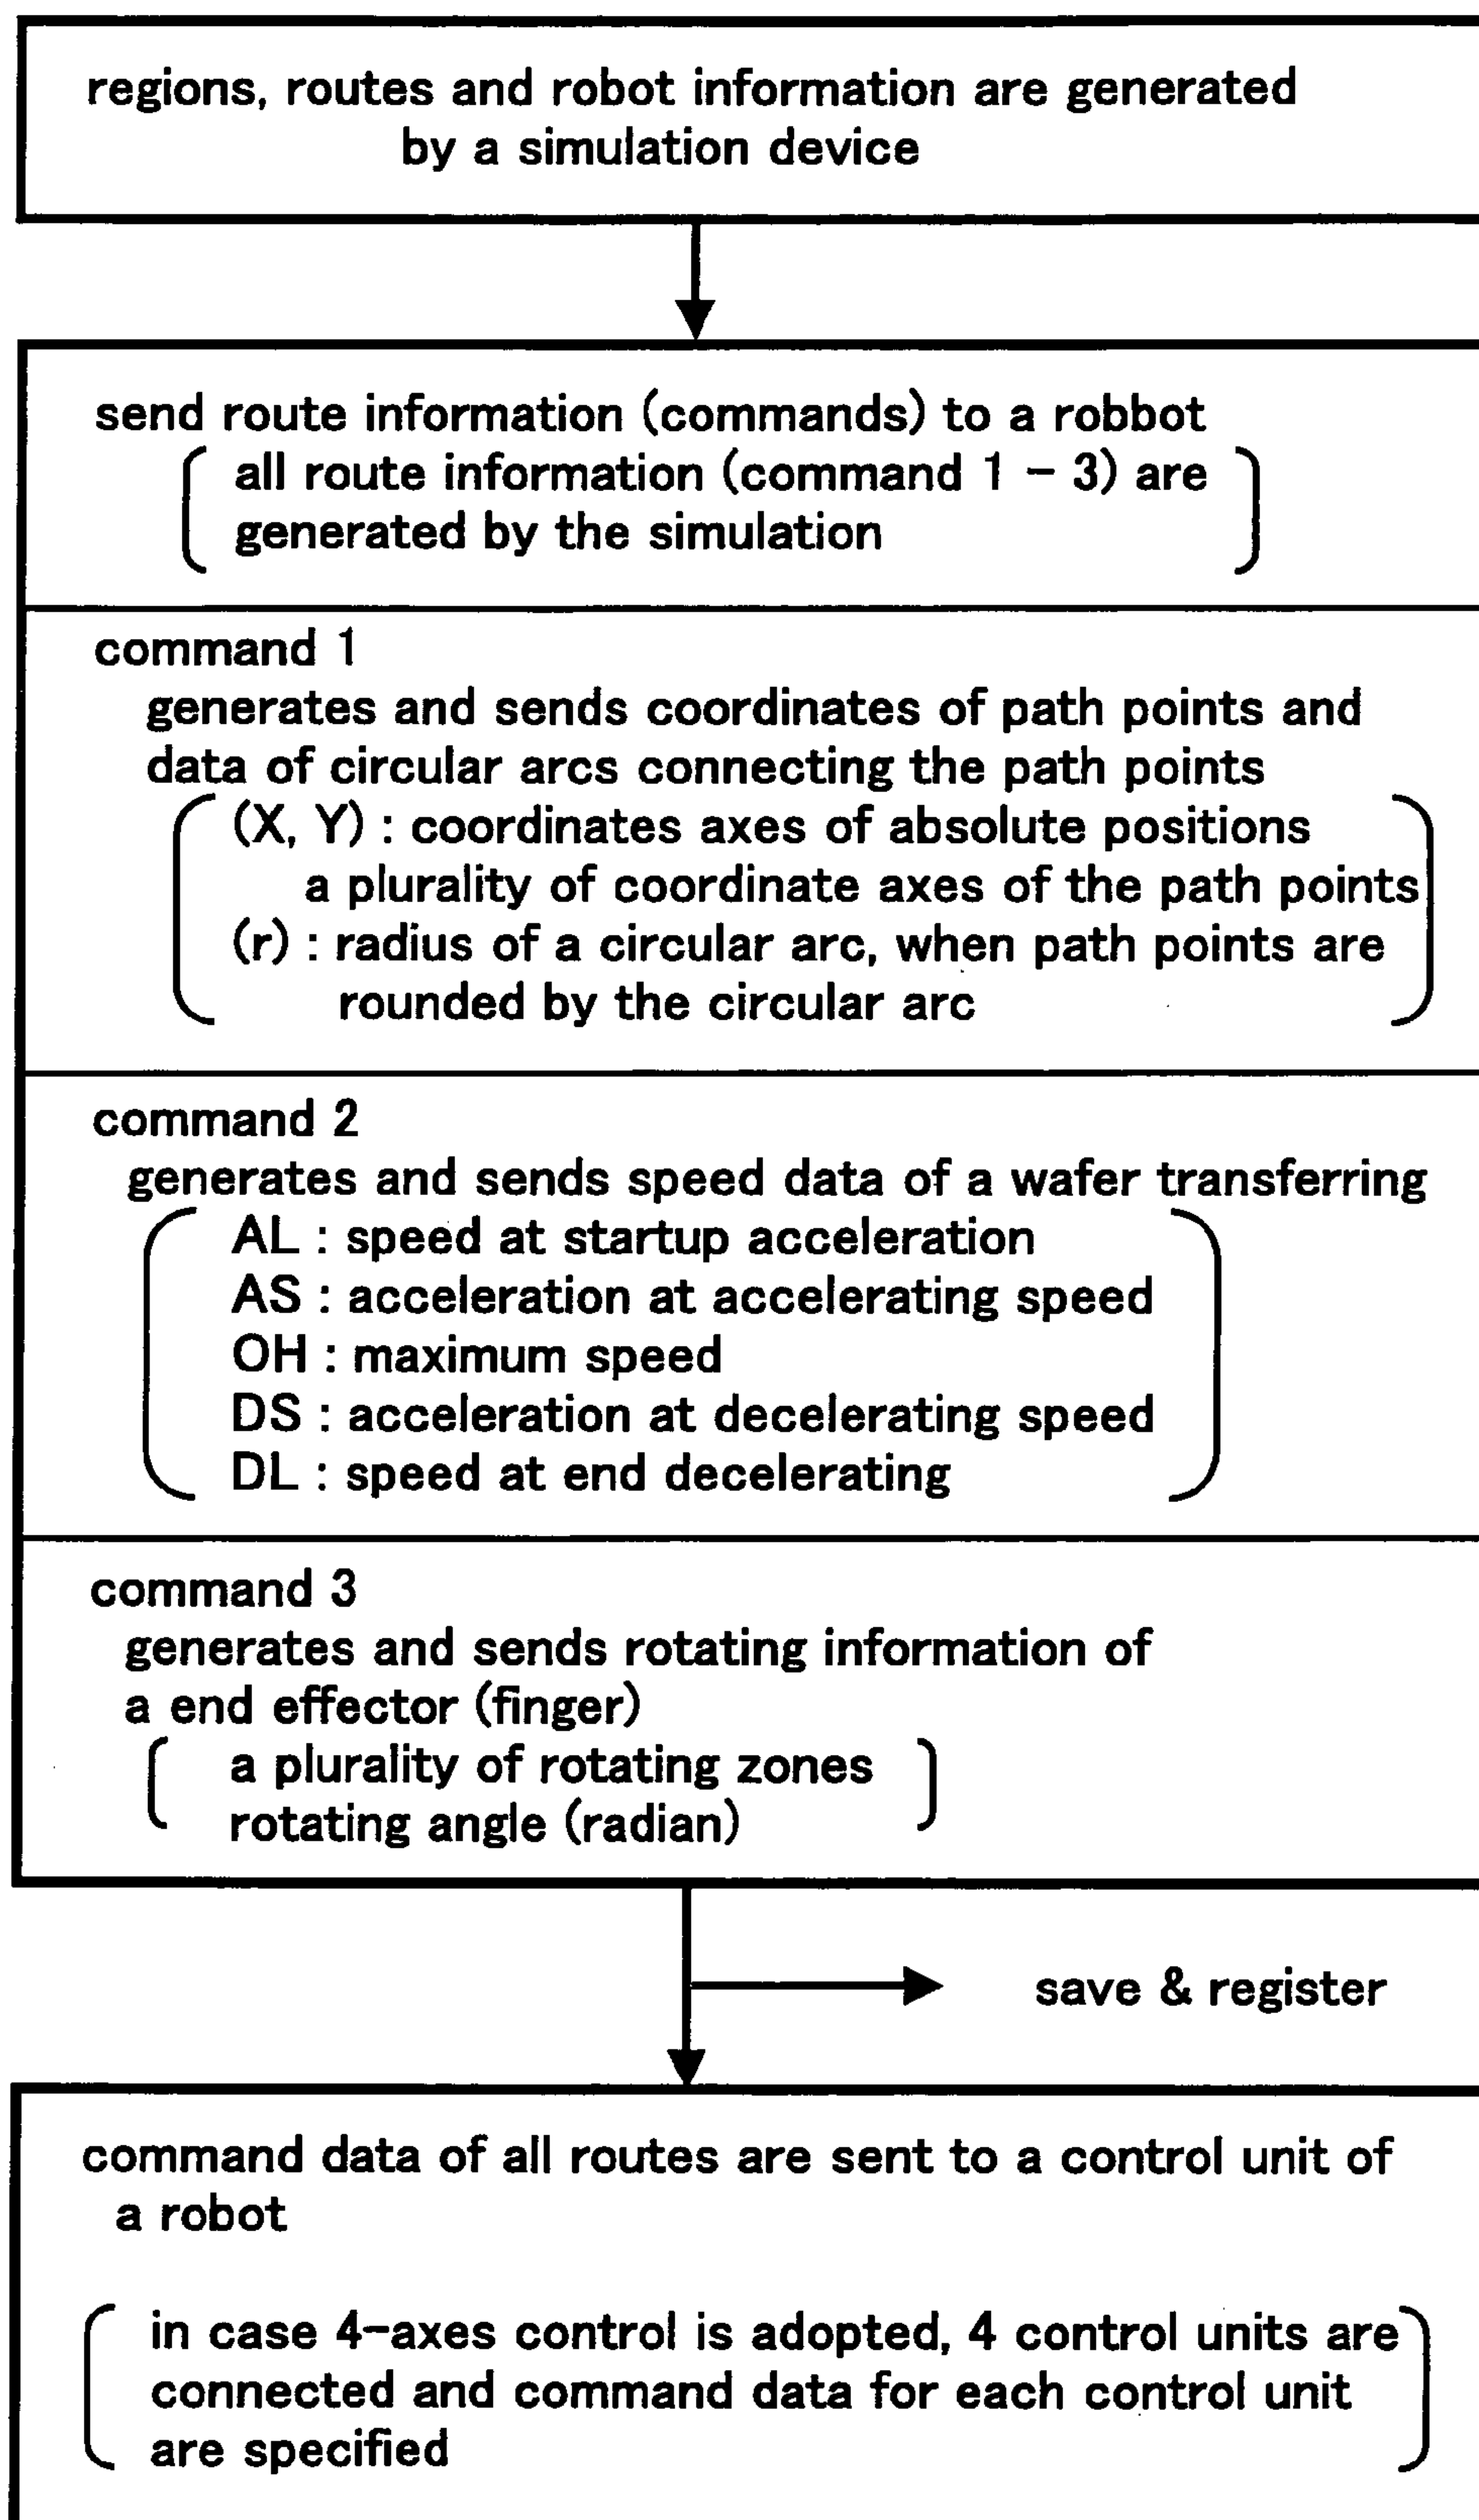 regions, routes and robot information are generated
by a simulation device
send route information (commands) to a robbot
all route information (command 1 − 3) are
generated by the simulation
command 1
generates and sends coordinates of path points and
data of circular arcs connecting the path points
(X, Y) : coordinates axes of absolute positions
a plurality of coordinate axes of the path points
(r) : radius of a circular arc, when path points are
rounded by the circular arc
command 2
generates and sends speed data of a wafer transferring
AL : speed at startup acceleration
AS : acceleration at accelerating speed
OH : maximum speed
DS : acceleration at decelerating speed
DL : speed at end decelerating
command 3
generates and sends rotating information of
a end effector (finger)
a plurality of rotating zones
rotating angle (radian)
save & register
command data of all routes are sent to a control unit of
a robot
in case 4−axes control is adopted, 4 control units are
connected and command data for each control unit
are specified